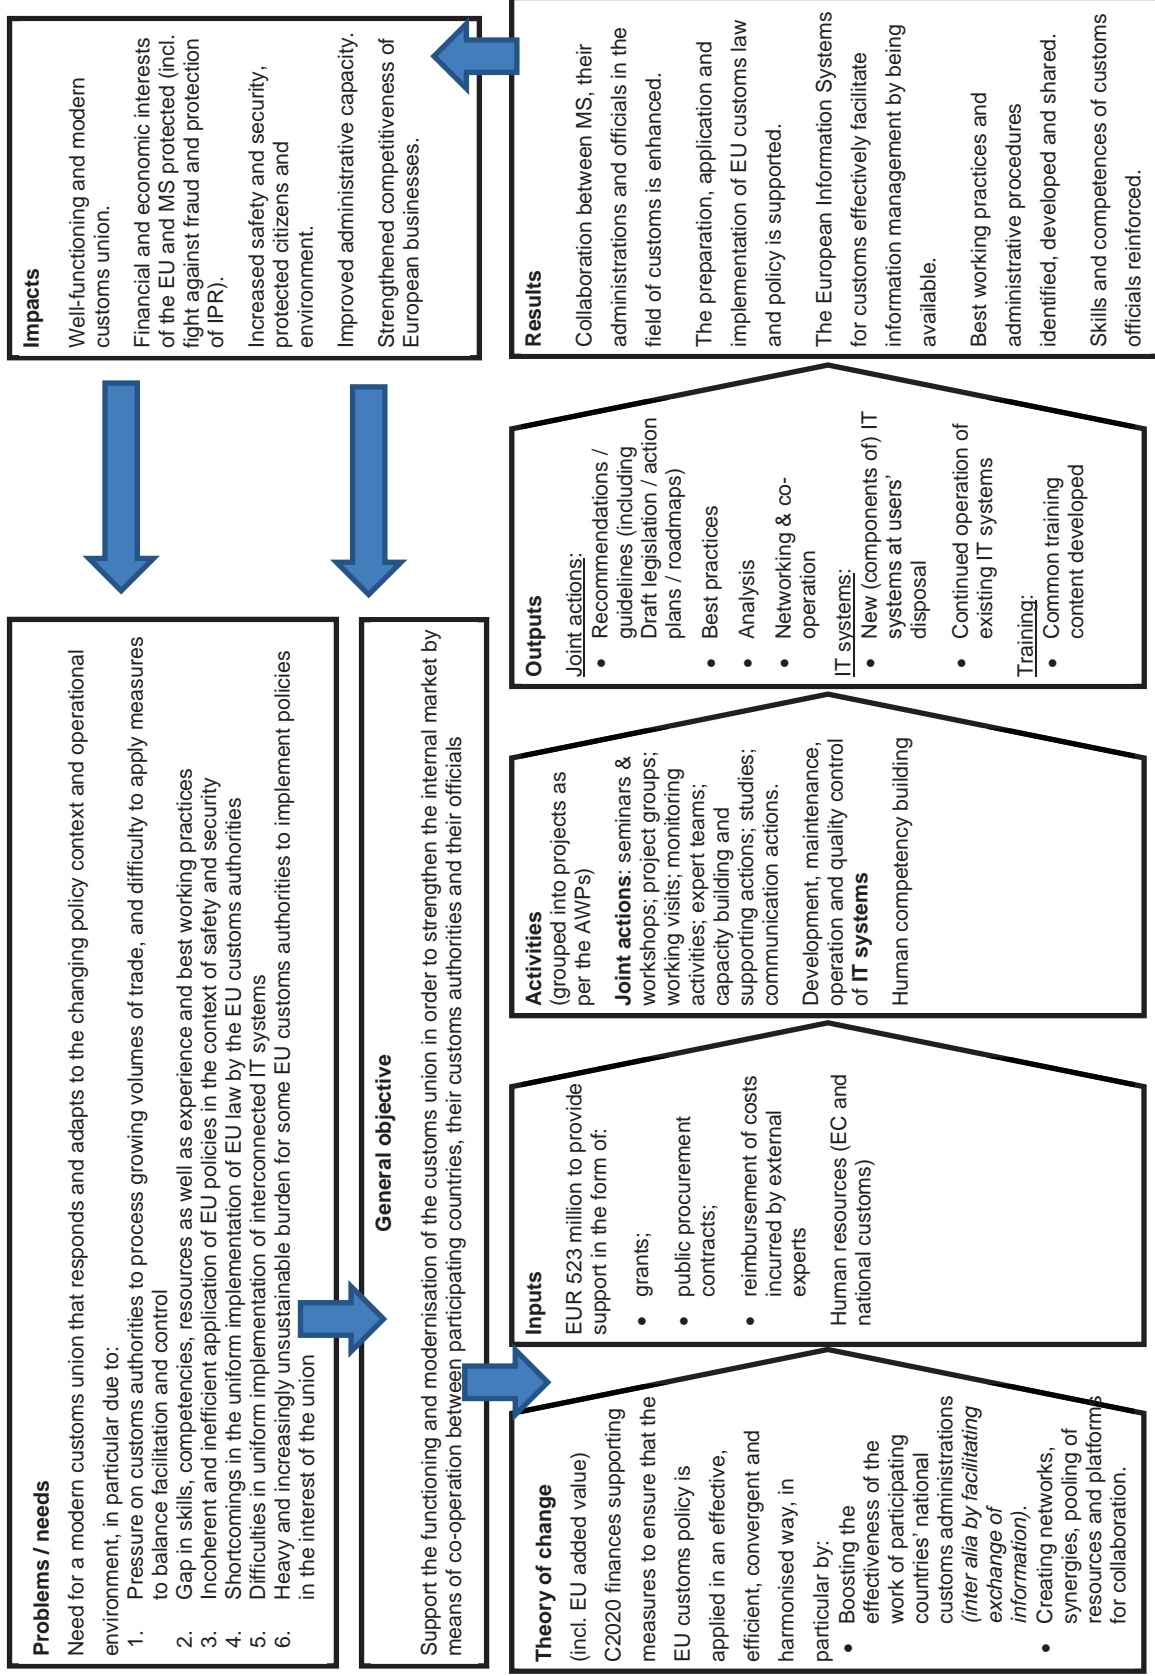 Problems / needs
Need for a modern customs union that responds and adapts to the changing policy context and operational
environment, in particular due to:
1. Pressure on customs authorities to process growing volumes of trade, and difficulty to apply measures
to balance facilitation and control
2. Gap in skills, competencies, resources as well as experience and best working practices
3. Incoherent and inefficient application of EU policies in the context of safety and security
4. Shortcomings in the uniform implementation of EU law by the EU customs authorities
5. Difficulties in uniform implementation of interconnected IT systems
6. Heavy and increasingly unsustainable burden for some EU customs authorities to implement policies
in the interest of the union
Impacts
Well-functioning and modern
customs union.
Financial and economic interests
of the EU and MS protected (incl.
fight against fraud and protection
of IPR).
Increased safety and security,
protected citizens and
environment.
Improved administrative capacity.
Strengthened competitiveness of
European businesses.
General objective
Support the functioning and modernisation of the customs union in order to strengthen the internal market by
means of co-operation between participating countries, their customs authorities and their officials
Theory of change
(incl. EU added value)
C2020 finances supporting
measures to ensure that the
EU customs policy is
applied in an effective,
efficient, convergent and
harmonised way, in
particular by:
• Boosting the
effectiveness of the
work of participating
countries' national
customs administrations
(inter alia by facilitating
exchange of
information).
• Creating networks,
synergies, pooling of
resources and platforms
for collaboration.
Inputs
EUR 523 million to provide
support in the form of:
• grants;
• public procurement
contracts;
• reimbursement of costs
incurred by external
experts
Human resources (EC and
national customs)
Activities
(grouped into projects as
per the AWPs)
Joint actions: seminars &
workshops; project groups;
working visits; monitoring
activities; expert teams;
capacity building and
supporting actions; studies;
communication actions.
Development, maintenance,
operation and quality control
of IT systems
Human competency building
Outputs
Joint actions:
• Recommendations /
guidelines (including
Draft legislation / action
plans / roadmaps)
• Best practices
• Analysis
• Networking & co-
operation
IT systems:
• New (components of) IT
systems at users'
disposal
• Continued operation of
existing IT systems
Training:
• Common training
content developed
Results
Collaboration between MS, their
administrations and officials in the
field of customs is enhanced.
The preparation, application and
implementation of EU customs law
and policy is supported.
The European Information Systems
for customs effectively facilitate
information management by being
available.
Best working practices and
administrative procedures
identified, developed and shared.
Skills and competences of customs
officials reinforced.